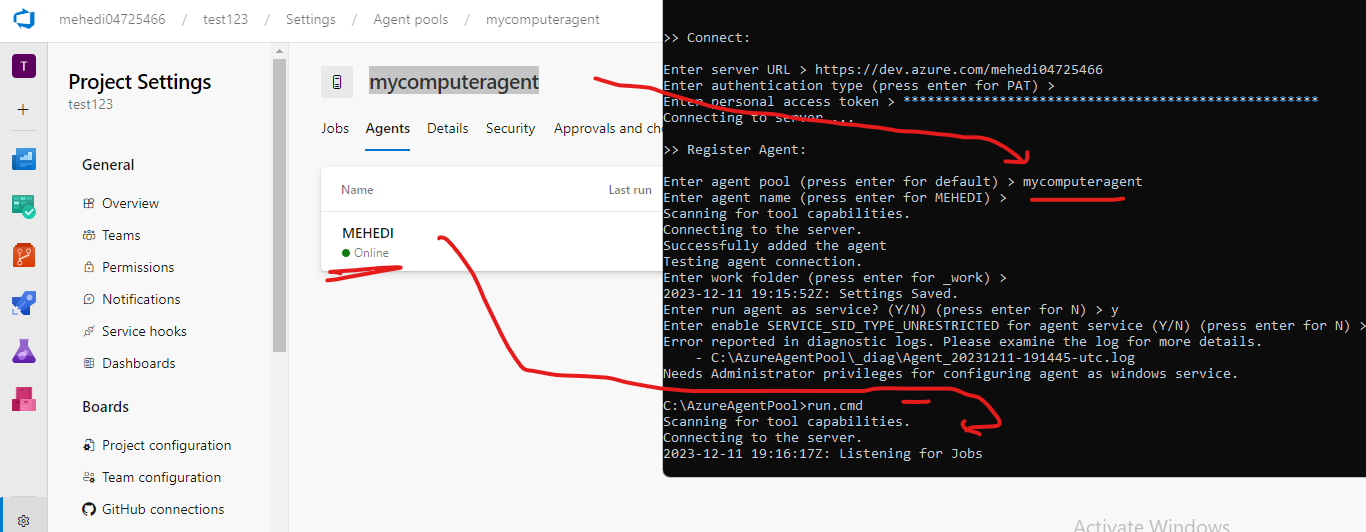 mehedi04725466 / test123 / Settings / Agent pools / mycomputeragent
T
Project Settings
test123
General
Overview
Teams
Permissions
Notifications
Service hooks
Dashboards
Boards
Project configuration
Team configuration
GitHub connections
mycomputeragent
Jobs Agents Details Security Approvals and che
Name Last run
MEHEDI
Online
>> Connect:
Enter server URL > https://dev.azure.com/mehedi04725466
Enter authentication type (press enter for PAT) >
Enter personal access token > ****************************************************
Connecting to server ...
>> Register Agent:
Enter agent pool (press enter for default) > mycomputeragent
Enter agent name (press enter for MEHEDI) >
Scanning for tool capabilities.
Connecting to the server.
Successfully added the agent
Testing agent connection.
Enter work folder (press enter for _work) >
2023-12-11 19:15:52Z: Settings Saved.
Enter run agent as service? (Y/N) (press enter for N) > y
Enter enable SERVICE_SID_TYPE_UNRESTRICTED for agent service (Y/N) (press enter for N) >
Error reported in diagnostic logs. Please examine the log for more details.
- C:\AzureAgentPool\_diag\Agent_20231211-191445-utc.log
Needs Administrator privileges for configuring agent as windows service.
C:\AzureAgentPool>run.cmd
Scanning for tool capabilities.
Connecting to the server.
2023-12-11 19:16:17Z: Listening for Jobs
Activate Windows